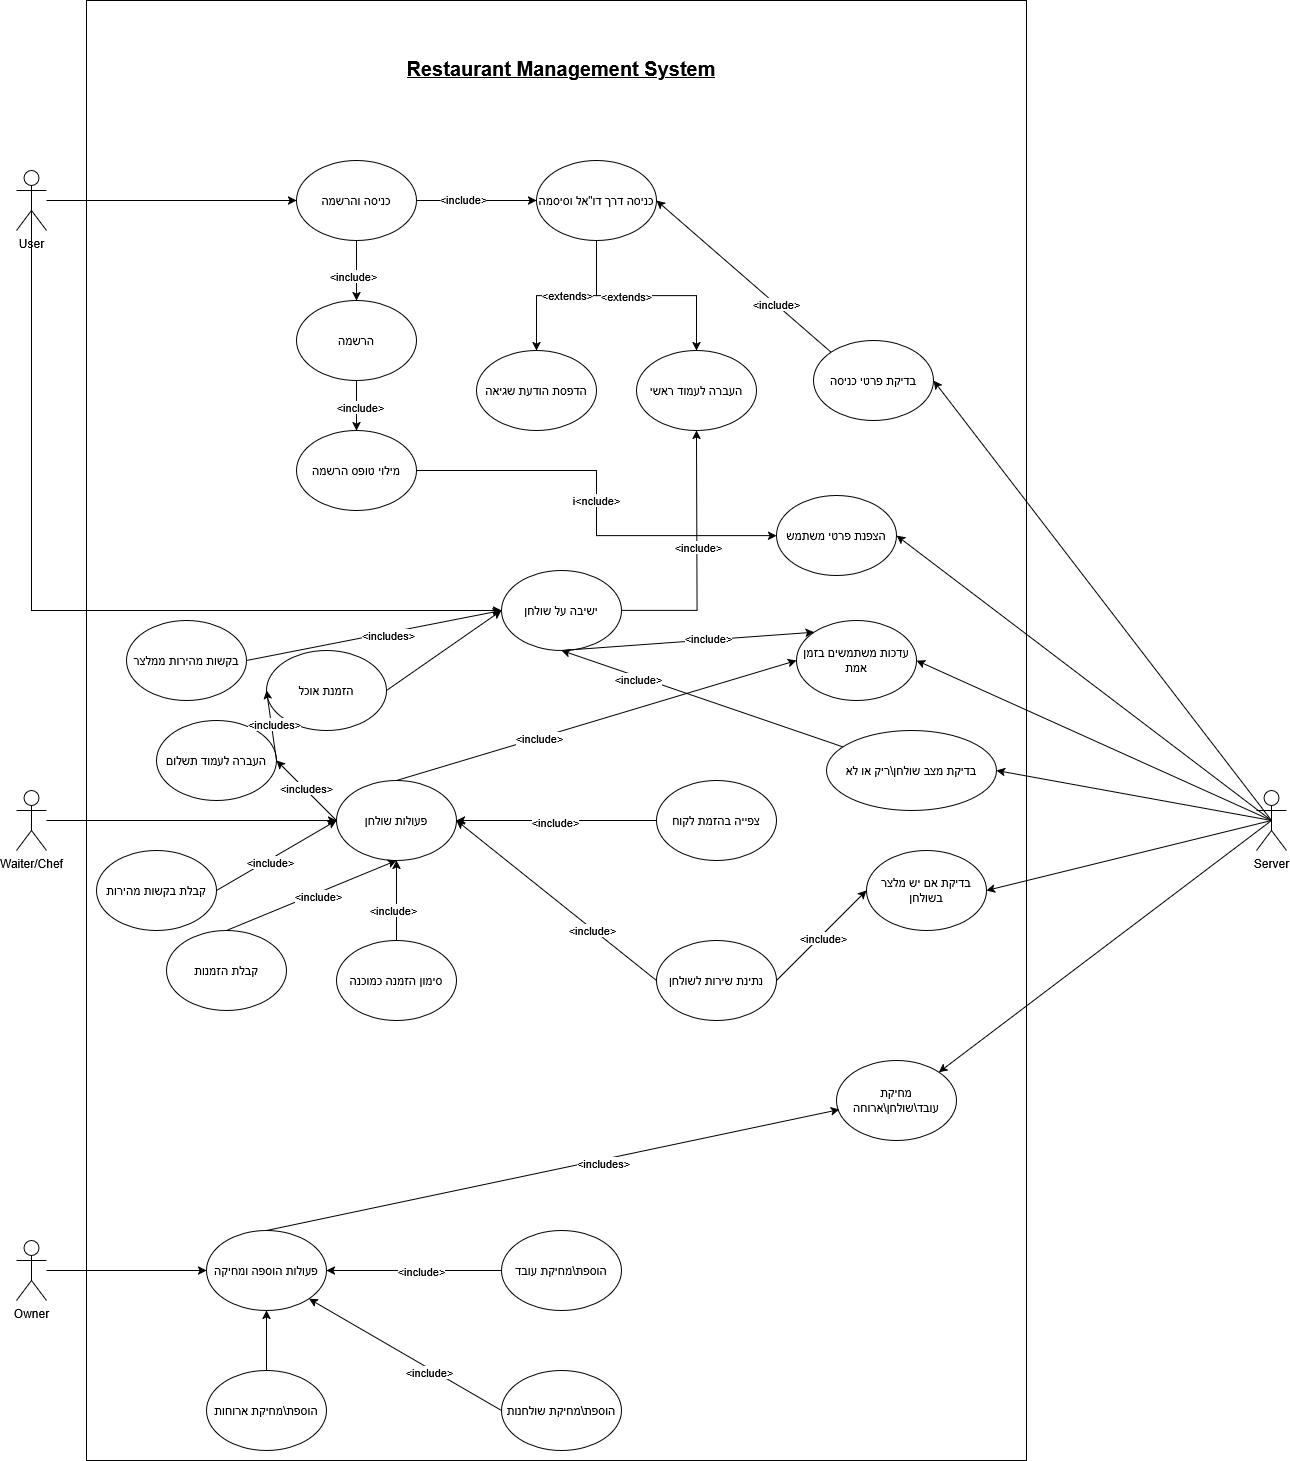 Restaurant Management System
User
כניסה והרשמה
<include>
כניסה דרך דו"אל וסיסמה
<include>
<extends>
<extends>
<include>
הרשמה
בדיקת פרטי כניסה
הדפסת הודעת שגיאה
העברה לעמוד ראשי
<include>
מילוי טופס הרשמה
i<nclude>
הצפנת פרטי משתמש
<include>
ישיבה על שולחן
<includes>
<include>
בקשות מהירות ממלצר
עדכות משתמשים בזמן
אמת
<include>
הזמנת אוכל
<includes>
<include>
העברה לעמוד תשלום
בדיקת מצב שולחן\ריק או לא
<includes>
Waiter/Chef
פעולות שולחן
<include>
צפייה בהזמת לקוח
Server
<include>
קבלת בקשות מהירות
בדיקת אם יש מלצר
בשולחן
<include>
<include>
<include>
<include>
קבלת הזמנות
סימון הזמנה כמוכנה
נתינת שירות לשולחן
מחיקת
עובד\שולחן\ארוחה
<includes>
Owner
פעולות הוספה ומחיקה
<include>
הוספת\מחיקת עובד
<include>
הוספת\מחיקת ארוחות
הוספת\מחיקת שולחנות